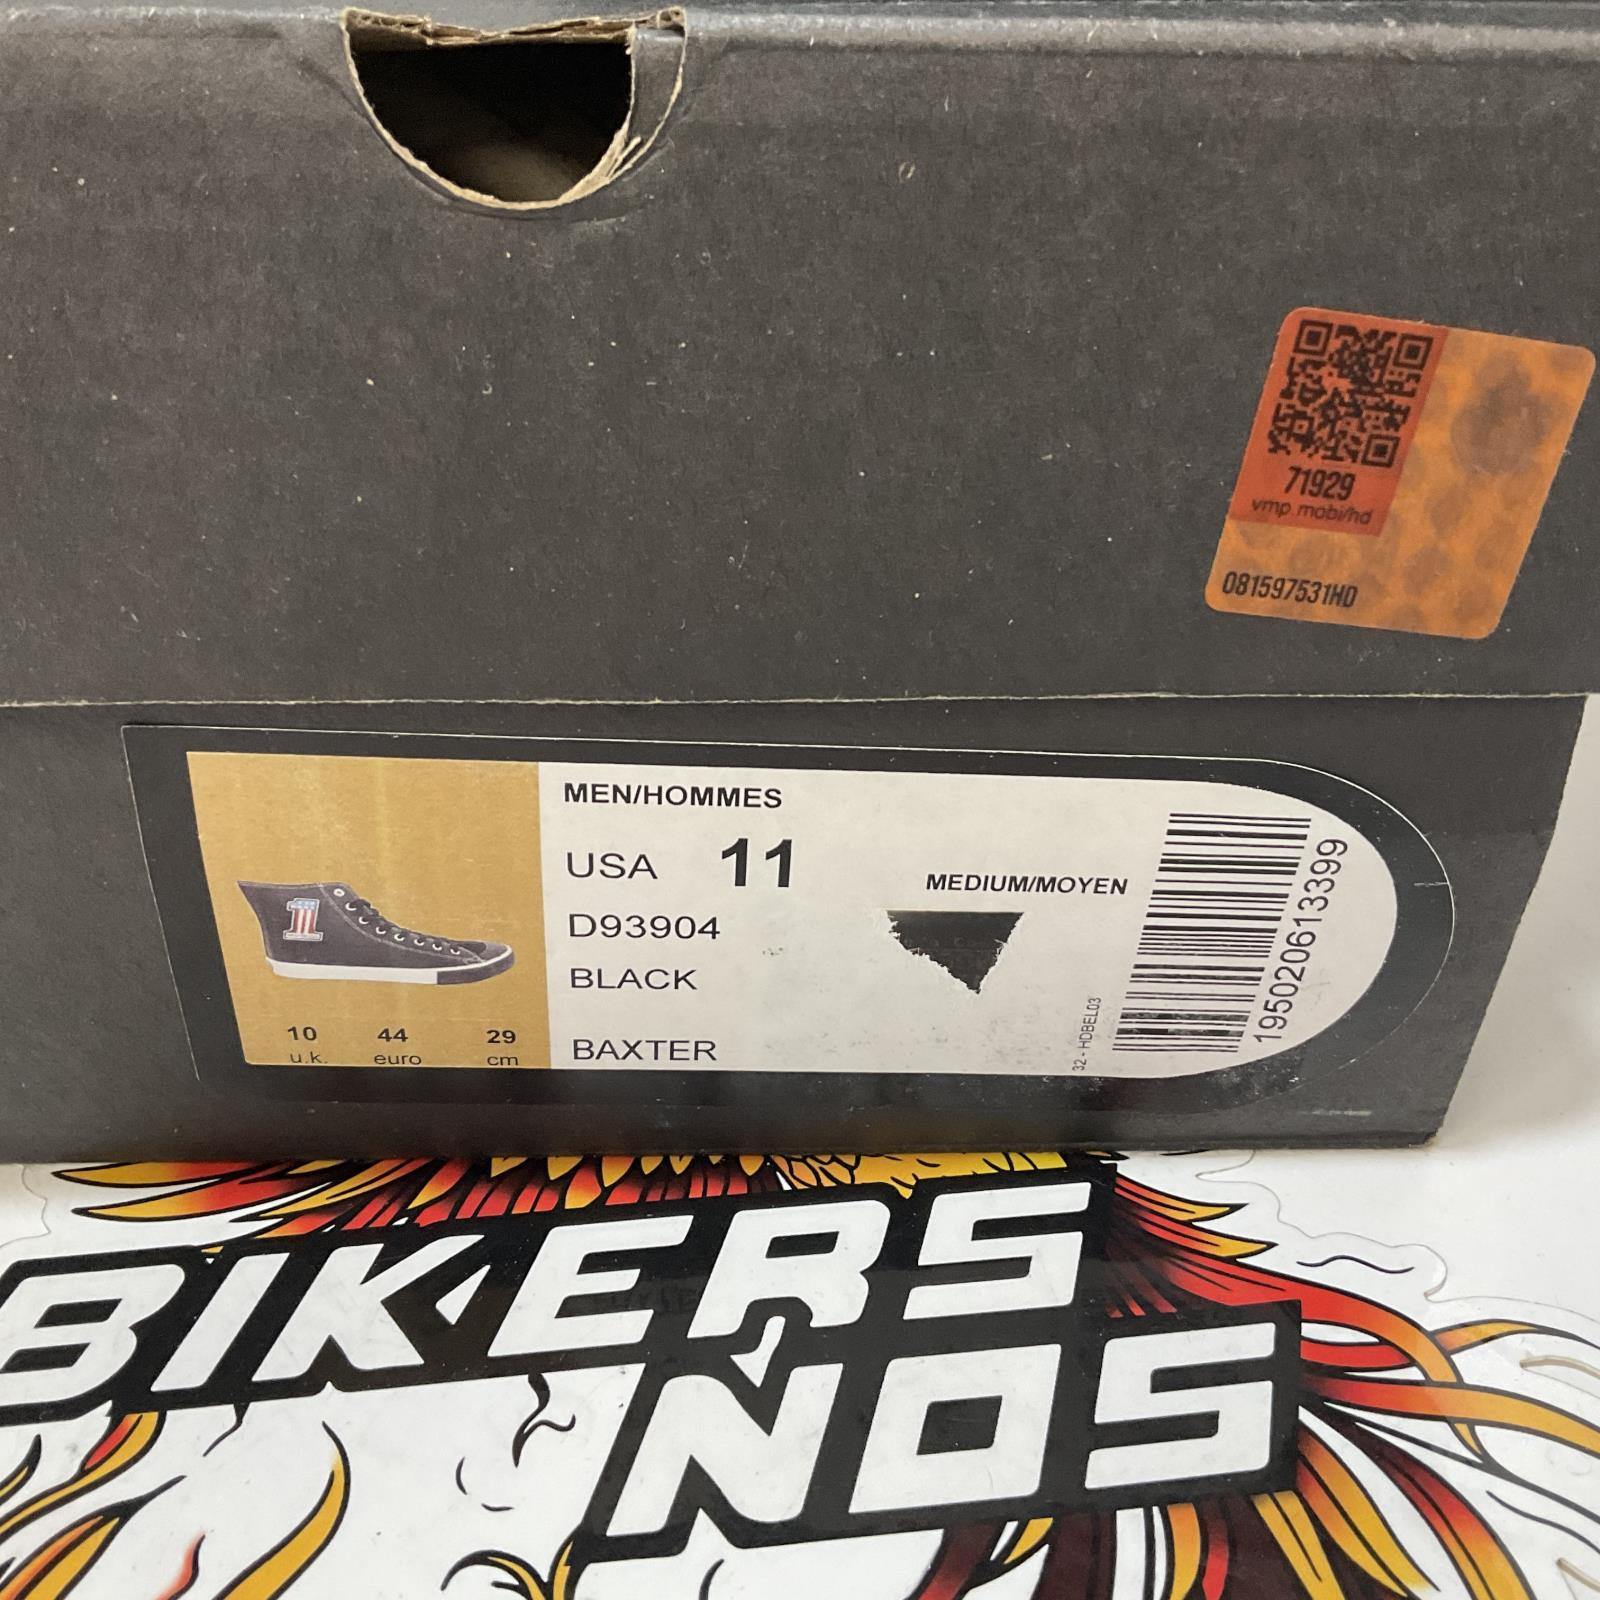 71929
vmp.mobi/hd
081597531HD
MEN/HOMMES
USA 11
MEDIUM/MOYEN
D93904
BLACK
BAXTER
10 44 29
u.k. euro cm
1
32 - HDBEL03
195020613399
BIKERS
NOS